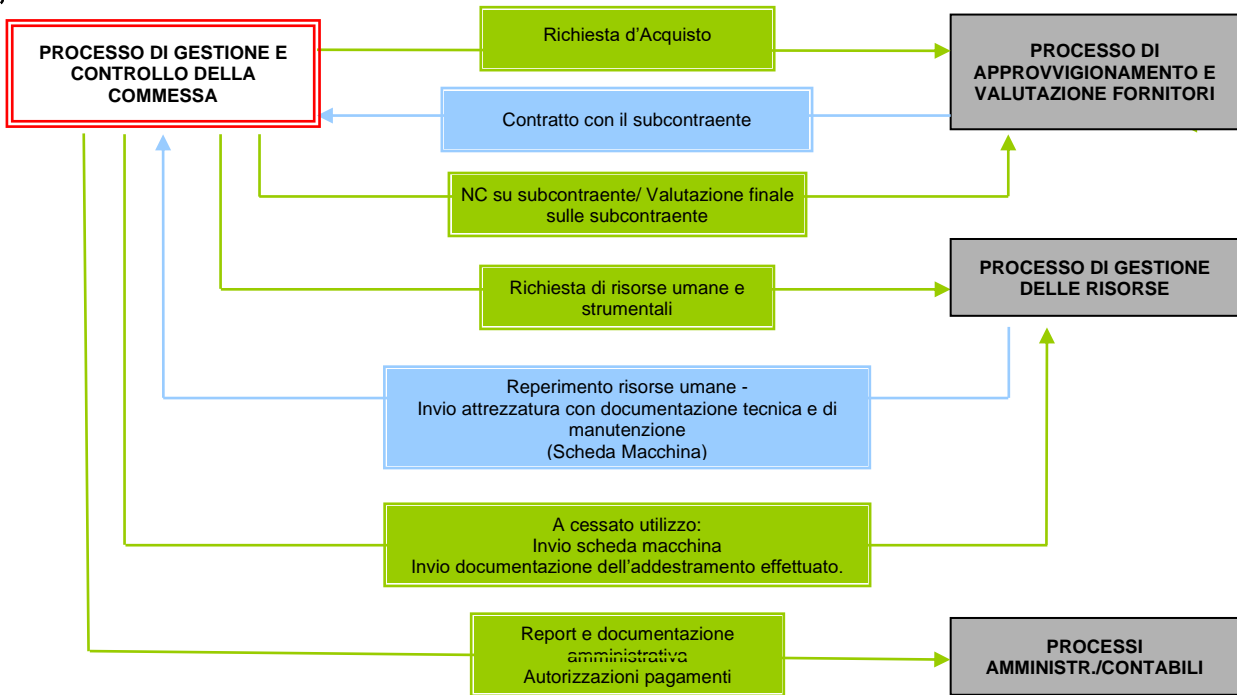 PROCESSO DI GESTIONE E
CONTROLLO DELLA
COMMESSA
Richiesta d'Acquisto
PROCESSO DI
APPROVVIGIONAMENTO E
VALUTAZIONE FORNITORI
Contratto con il subcontraente
NC su subcontraente/ Valutazione finale
sulle subcontraente
PROCESSO DI GESTIONE
DELLE RISORSE
Richiesta di risorse umane e
strumentali
Reperimento risorse umane -
Invio attrezzatura con documentazione tecnica e di
manutenzione
(Scheda Macchina)
A cessato utilizzo:
Invio scheda macchina
Invio documentazione dell'addestramento effettuato.
Report e documentazione
amministrativa
Autorizzazioni pagamenti
PROCESSI
AMMINISTR./CONTABILI